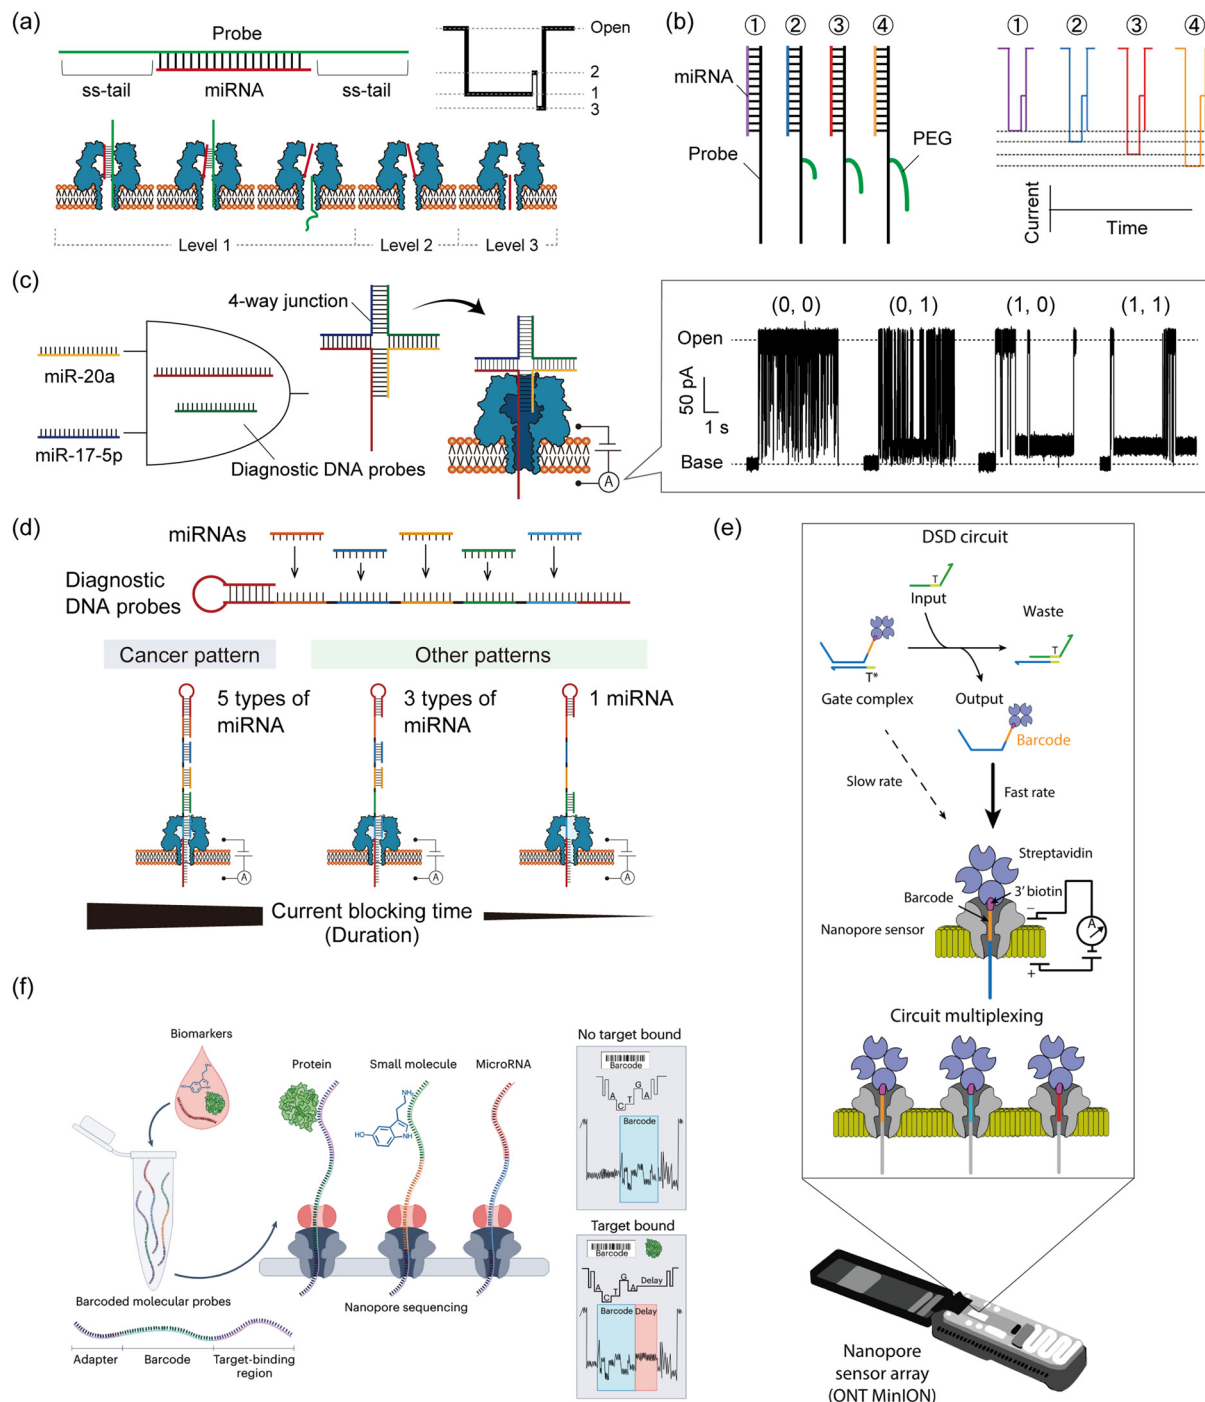 (a)
Probe
ss-tail
miRNA
ss-tail
Open
2
1
3
Level 1
Level 2
Level 3
(b)
① ② ③ ④
miRNA
Probe
PEG
① ② ③ ④
Current
Time
(c)
miR-20a
miR-17-5p
Diagnostic DNA probes
4-way junction
A
(0, 0) (0, 1) (1, 0) (1, 1)
Open
50 pA
1 s
Base
(d)
miRNAs
Diagnostic
DNA probes
Cancer pattern
Other patterns
5 types of
miRNA
3 types of
miRNA
1 miRNA
A
A
A
Current blocking time
(Duration)
(e)
DSD circuit
T
Input
Waste
T
T*
Gate complex
Output
Barcode
Slow rate
Fast rate
Streptavidin
Barcode
3' biotin
Nanopore sensor
−
A
+
Circuit multiplexing
Nanopore
sensor array
(ONT MinION)
(f)
Biomarkers
Barcoded molecular probes
Adapter
Barcode
Target-binding
region
Protein
Small molecule
MicroRNA
NH₂
HO
NH
Nanopore sequencing
No target bound
Barcode
A
C
T
G
A
Barcode
Target bound
Barcode
A
C
T
G
A
Delay
Barcode
Delay